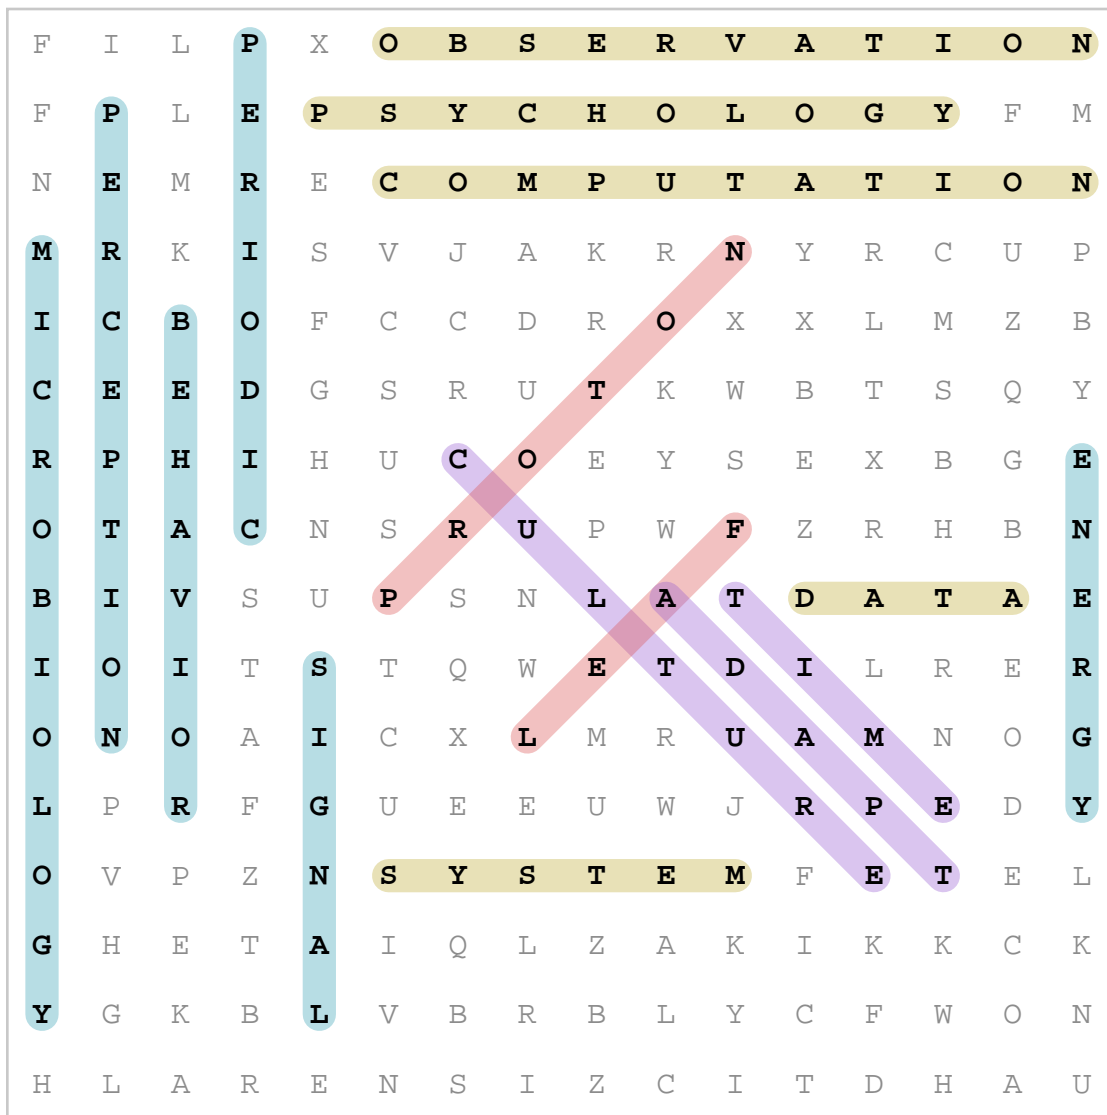 F I L P X O B S E R V A T I O N
F P L E P S Y C H O L O G Y F M
N E M R E C O M P U T A T I O N
M R K I S V J A K R N Y R C U P
I C B O F C C D R O X X L M Z B
C E E D G S R U T K W B T S Q Y
R P H I H U C O E Y S E X B G E
O T A C N S R U P W F Z R H B N
B I V S U P S N L A T D A T A E
I O I T S T Q W E T D I L R E R
O N O A I C X L M R U A M N O G
L P R F G U E E U W J R P E D Y
O V P Z N S Y S T E M F E T E L
G H E T A I Q L Z A K I K K C K
Y G K B L V B R B L Y C F W O N
H L A R E N S I Z C I T D H A U